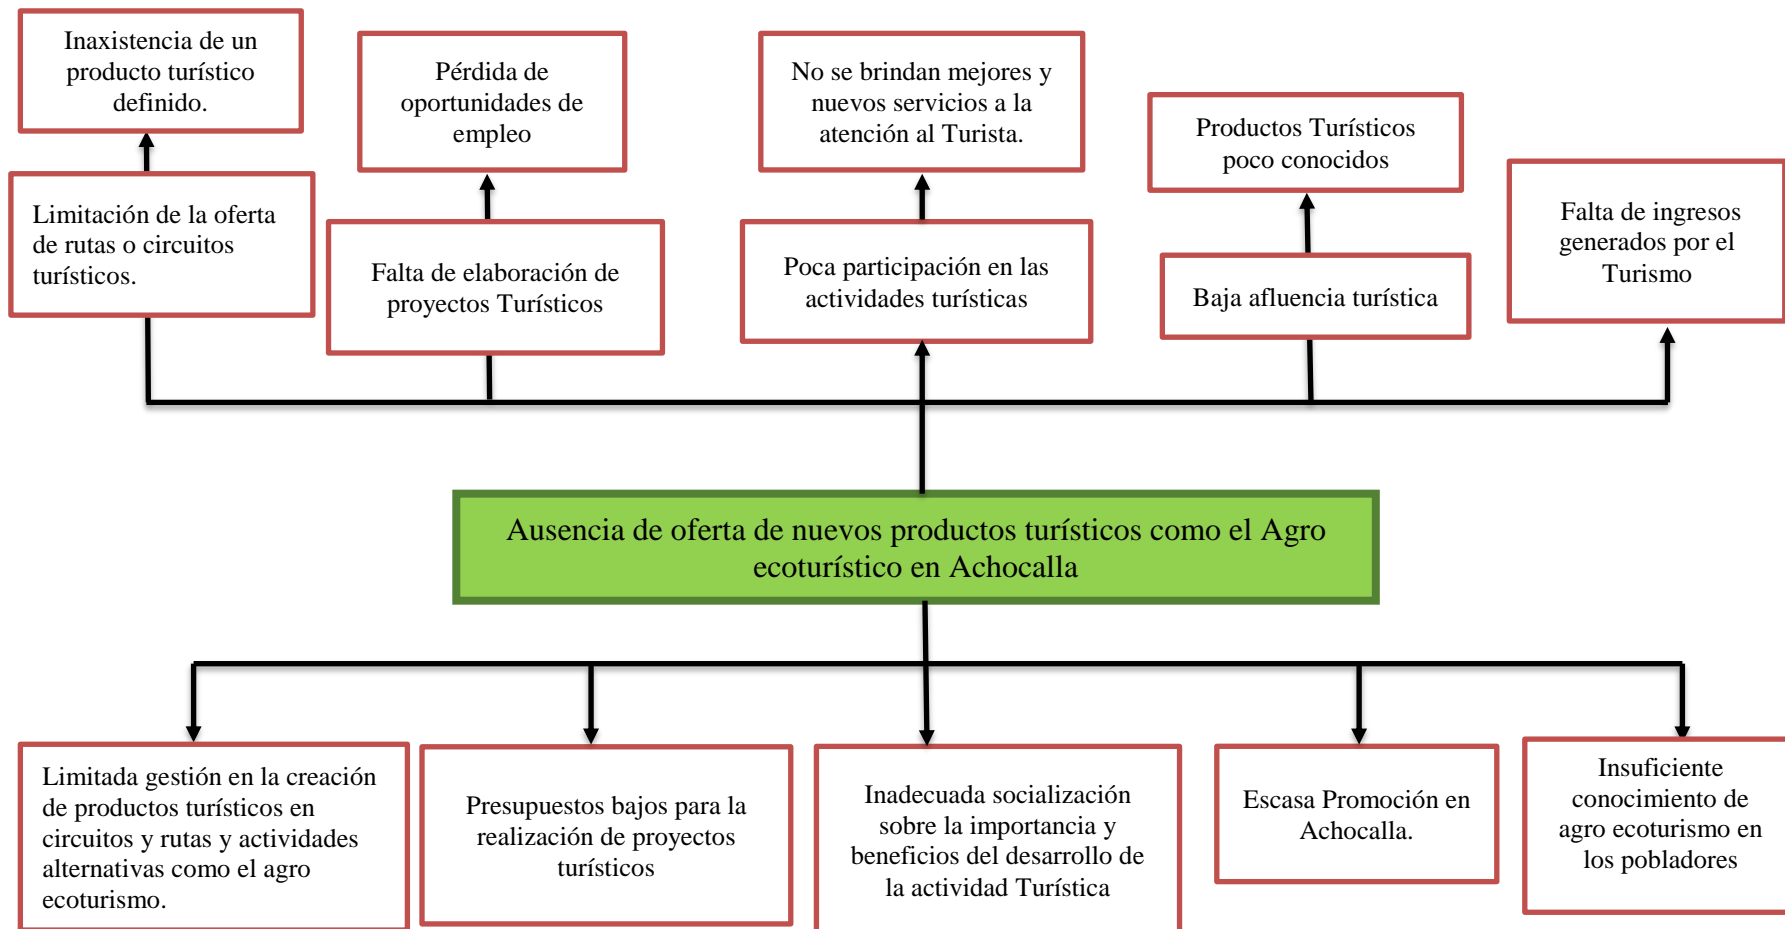 Inaxistencia de un
producto turístico
definido.
Pérdida de
oportunidades de
empleo
No se brindan mejores y
nuevos servicios a la
atención al Turista.
Productos Turísticos
poco conocidos
Falta de ingresos
generados por el
Turismo
Limitación de la oferta
de rutas o circuitos
turísticos.
Falta de elaboración de
proyectos Turísticos
Poca participación en las
actividades turísticas
Baja afluencia turística
Ausencia de oferta de nuevos productos turísticos como el Agro
ecoturístico en Achocalla
Limitada gestión en la creación
de productos turísticos en
circuitos y rutas y actividades
alternativas como el agro
ecoturismo.
Presupuestos bajos para la
realización de proyectos
turísticos
Inadecuada socialización
sobre la importancia y
beneficios del desarrollo de
la actividad Turística
Escasa Promoción en
Achocalla.
Insuficiente
conocimiento de
agro ecoturismo en
los pobladores